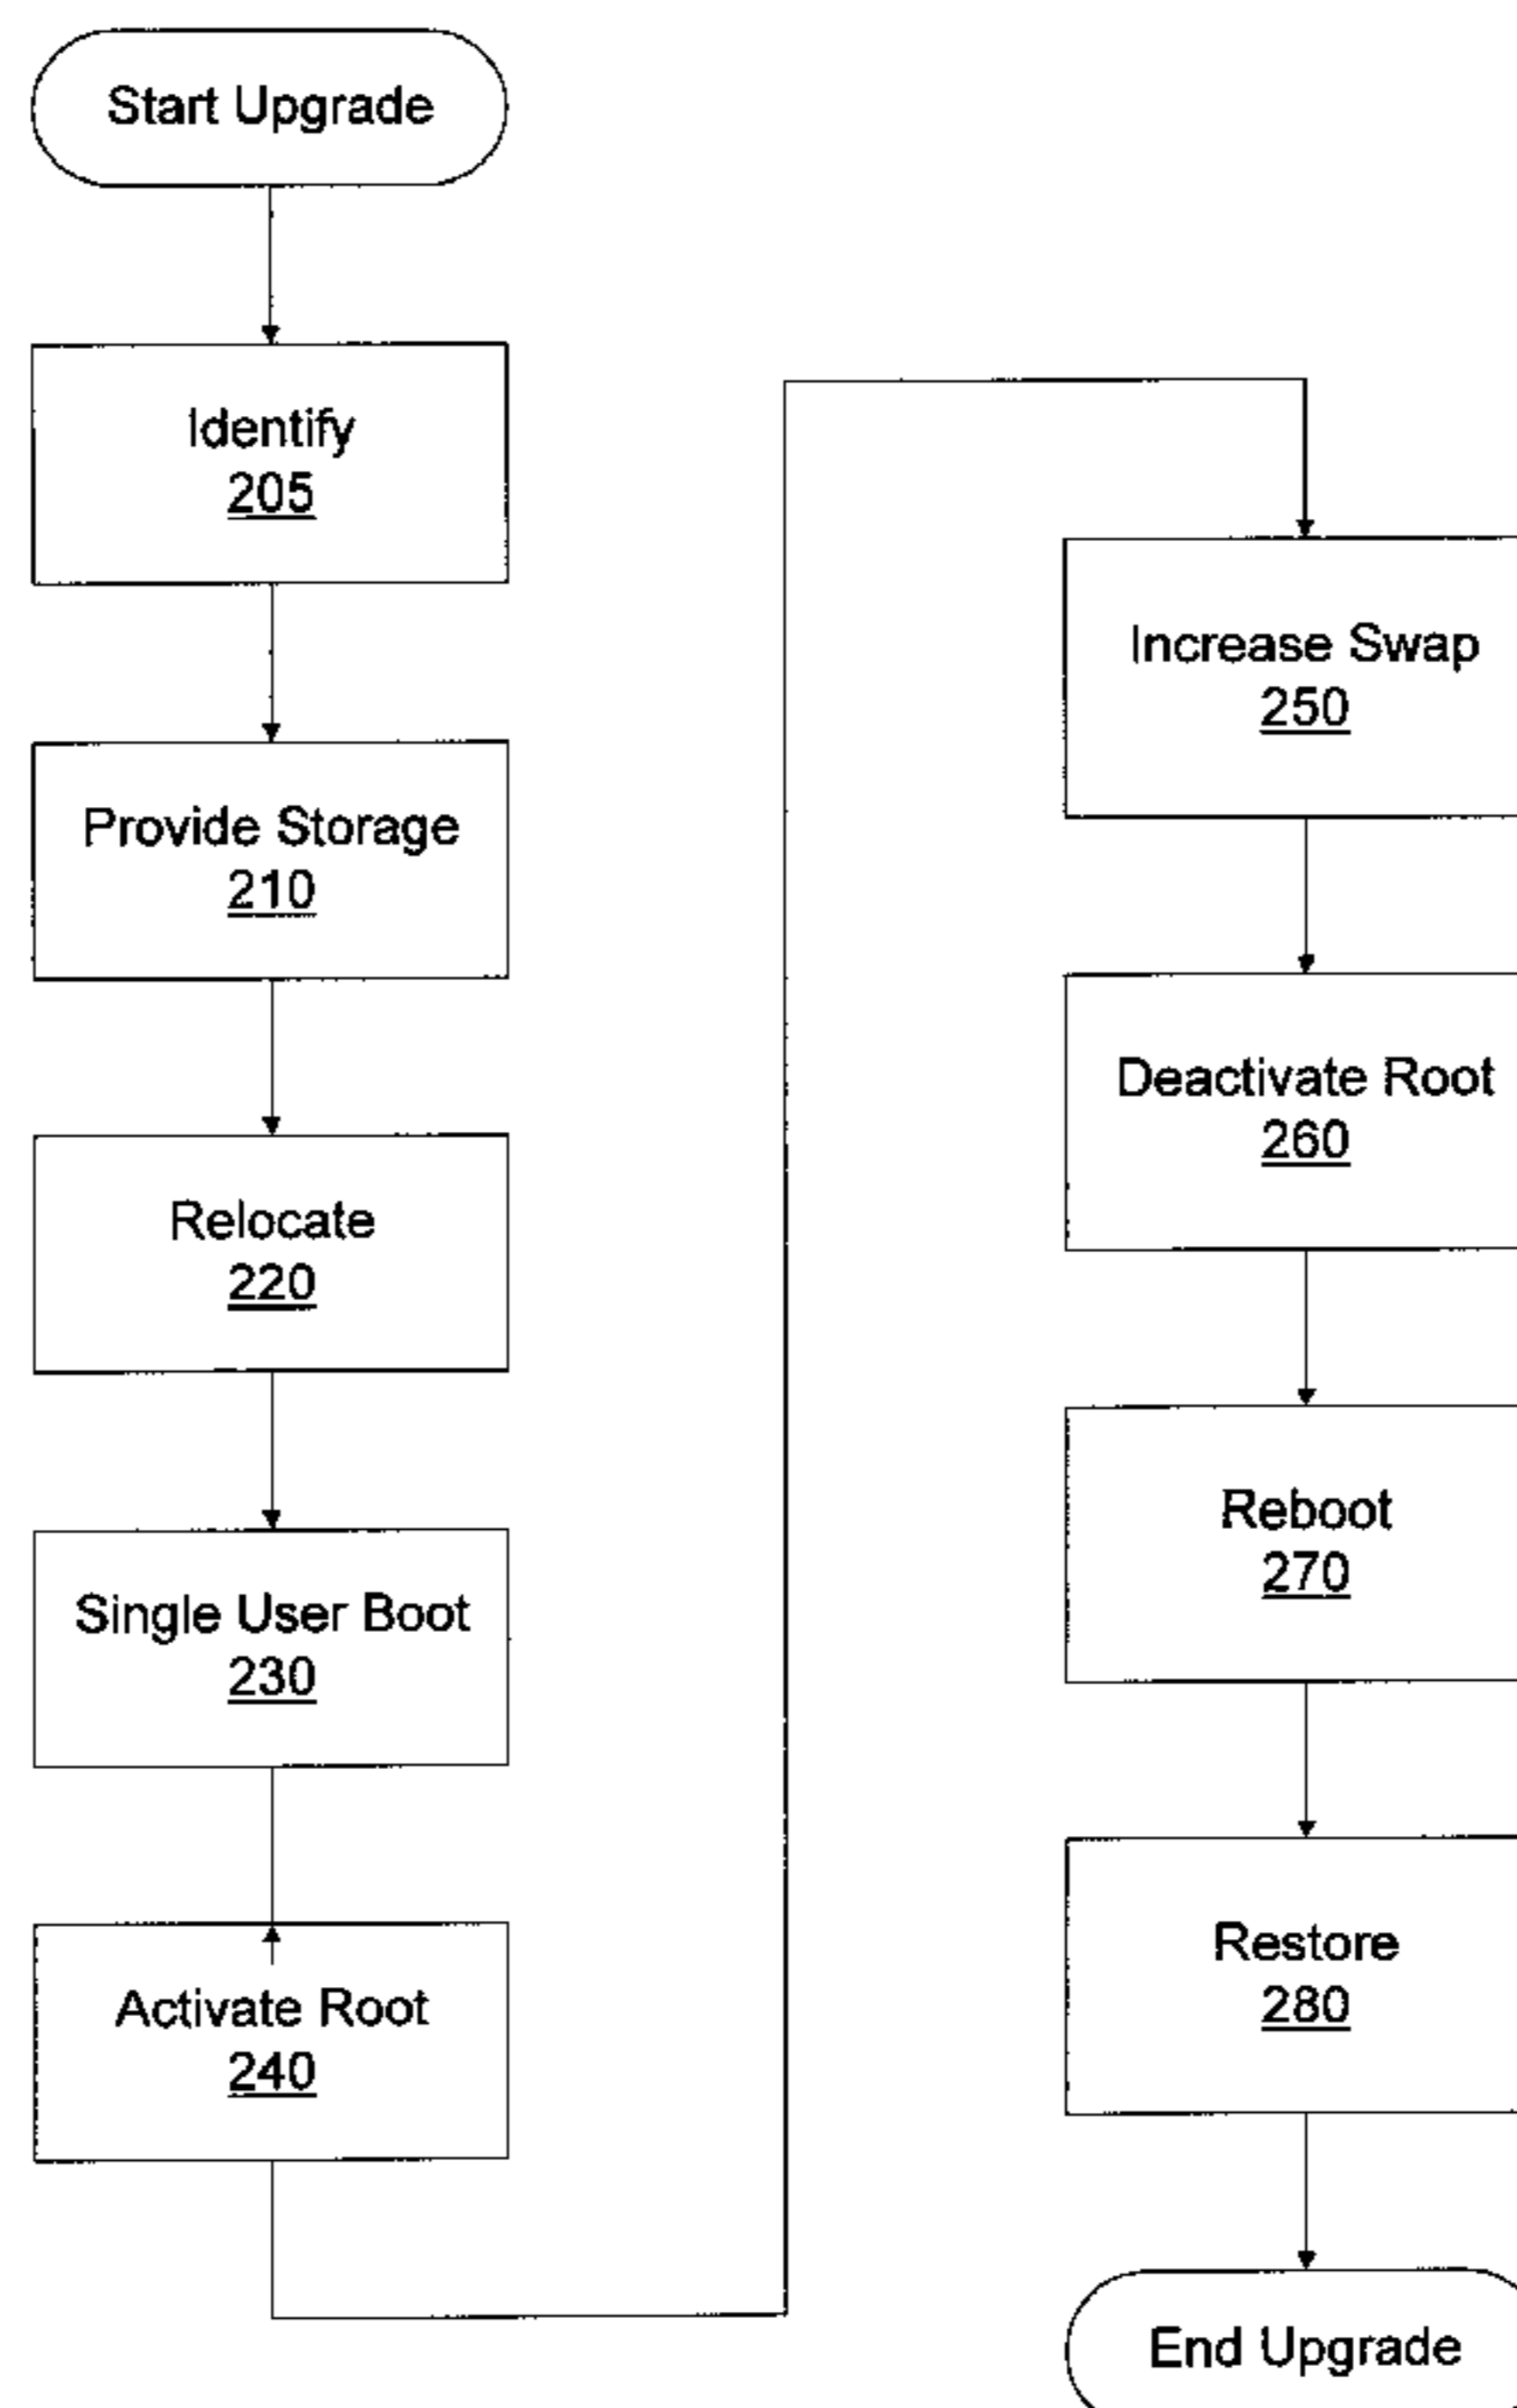 Start Upgrade
Identify
205
Provide Storage
210
Relocate
220
Single User Boot
230
Activate Root
240
Increase Swap
250
Deactivate Root
260
Reboot
270
Restore
280
End Upgrade